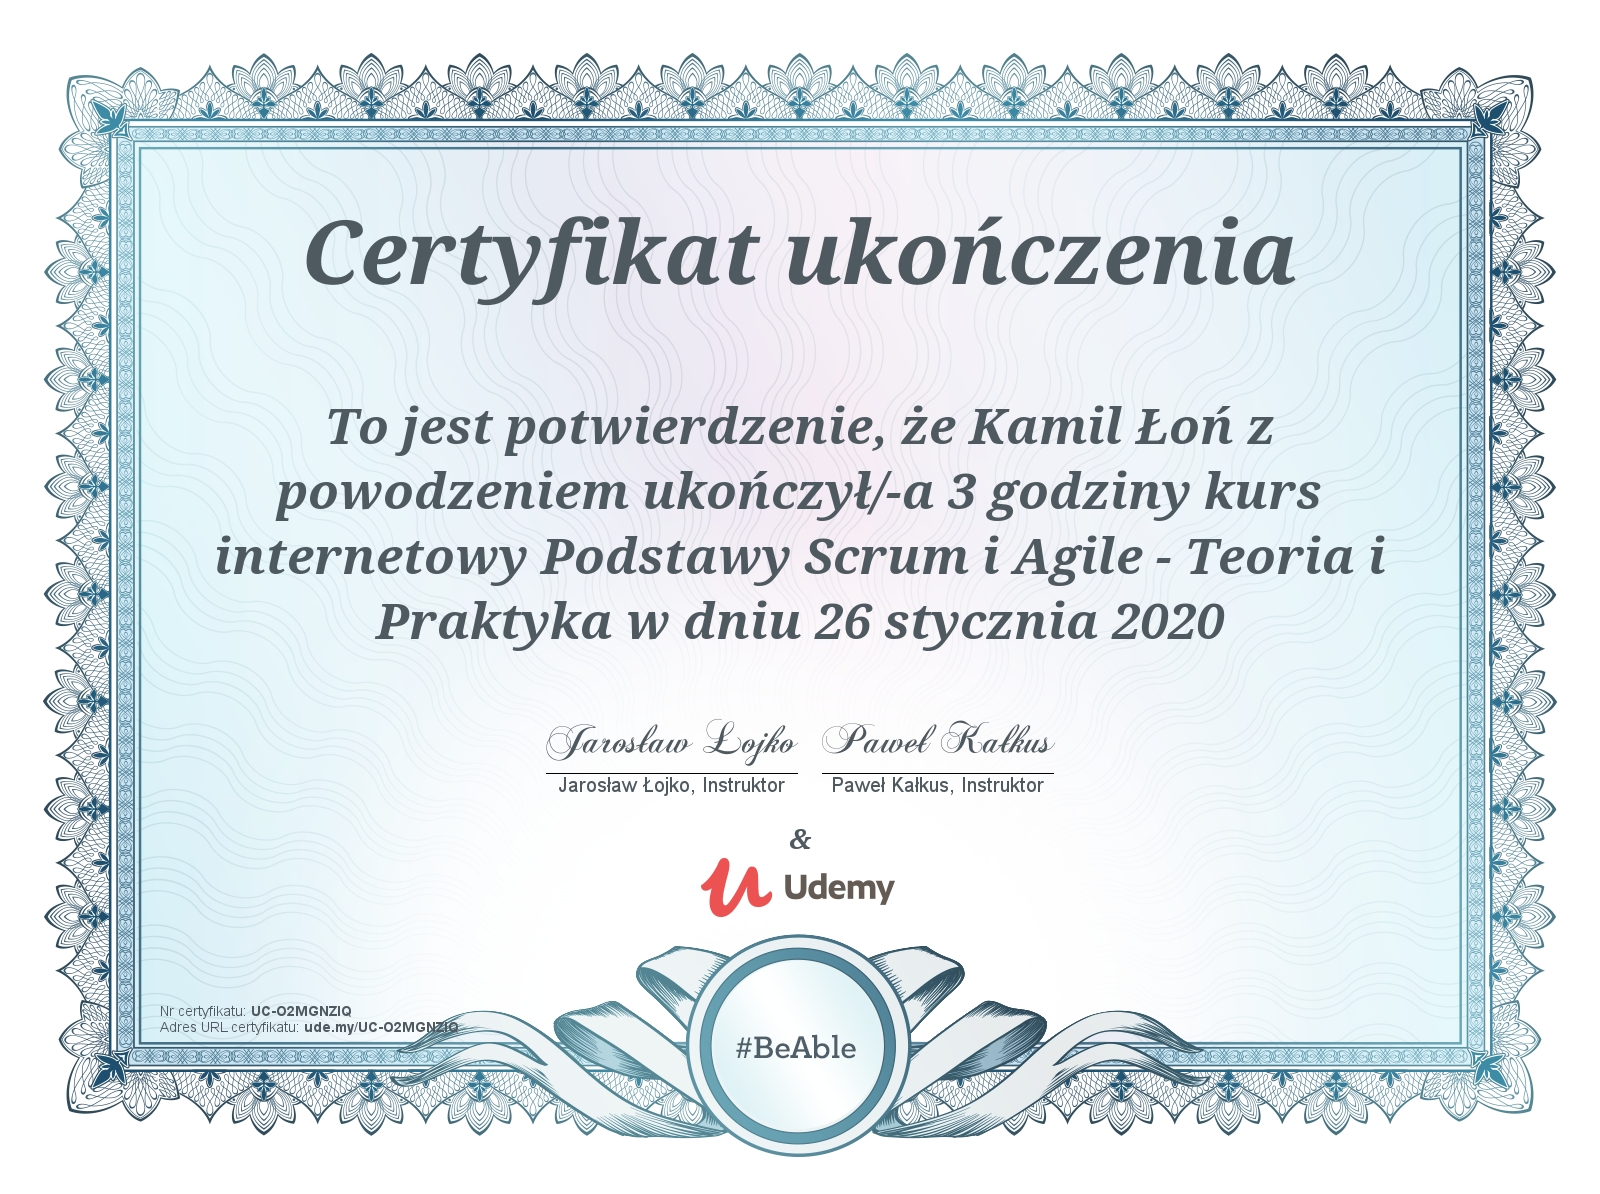 Certyfikat ukończenia
To jest potwierdzenie, że Kamil Łoń z
powodzeniem ukończył/-a 3 godziny kurs
internetowy Podstawy Scrum i Agile - Teoria i
Praktyka w dniu 26 stycznia 2020
Jarosław Łojko Paweł Kałkus
Jarosław Łojko, Instruktor Paweł Kałkus, Instruktor
&
Udemy
Nr certyfikatu: UC-O2MGNZIQ
Adres URL certyfikatu: ude.my/UC-O2MGNZIQ
#BeAble